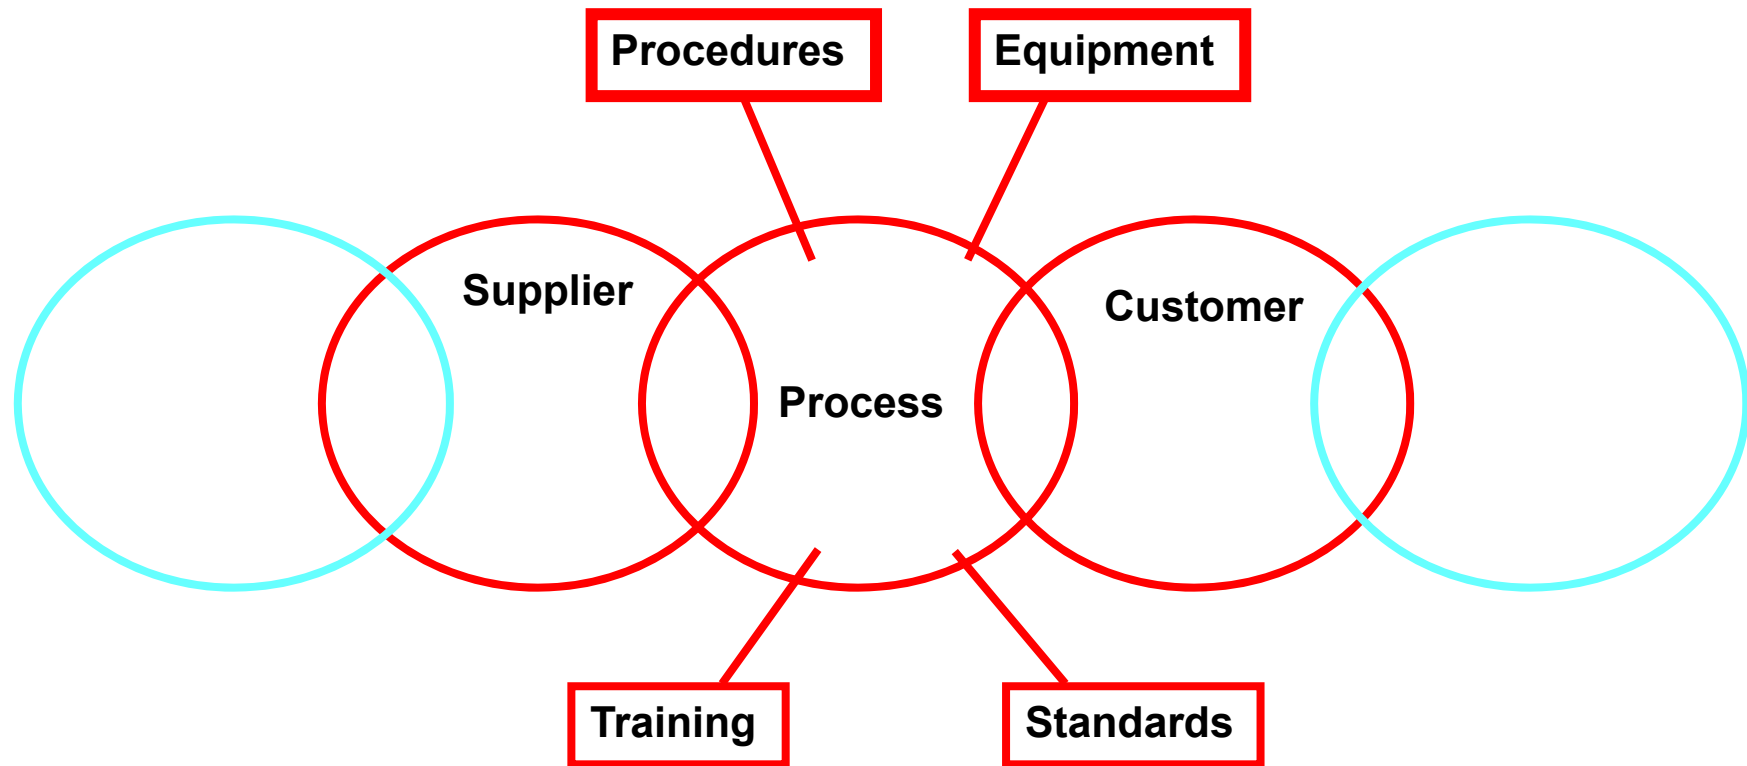 Procedures
Equipment
Supplier
Customer
Process
Training
Standards